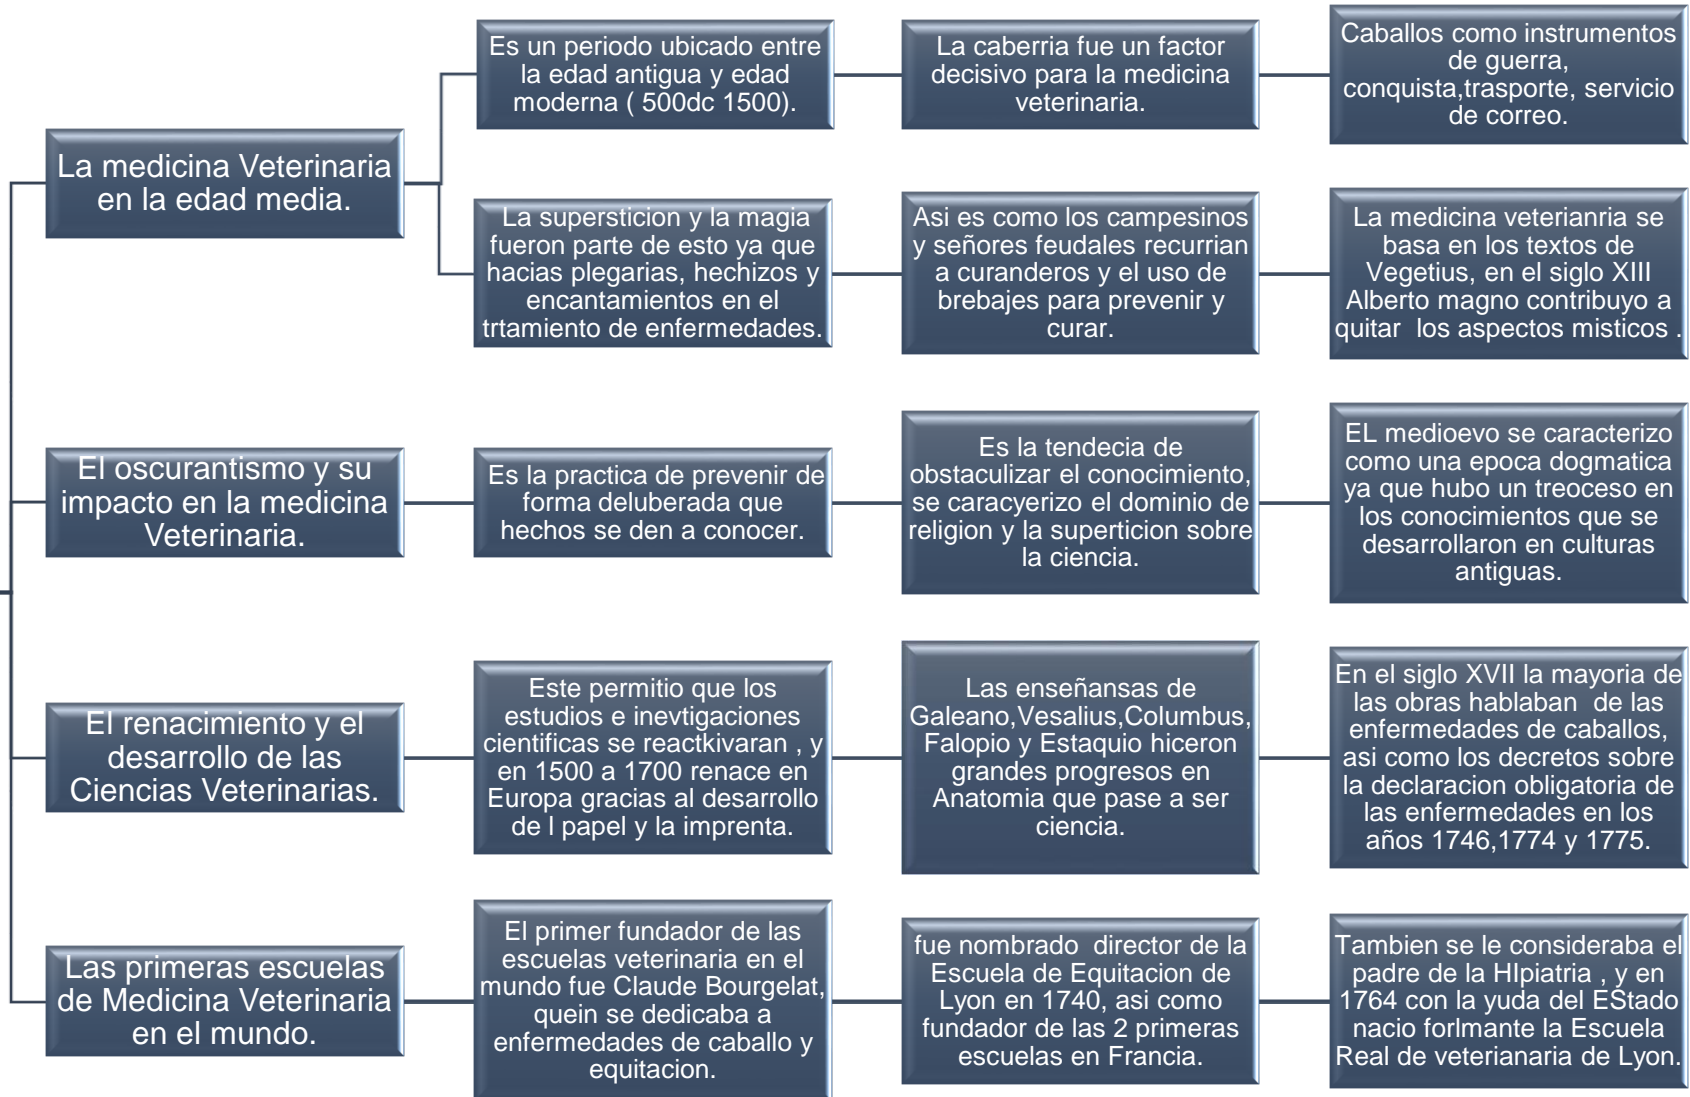 La medicina Veterinaria
en la edad media.
Es un periodo ubicado entre
la edad antigua y edad
moderna ( 500dc 1500).
La caberria fue un factor
decisivo para la medicina
veterinaria.
Caballos como instrumentos
de guerra,
conquista,trasporte, servicio
de correo.
La supersticion y la magia
fueron parte de esto ya que
hacias plegarias, hechizos y
encantamientos en el
trtamiento de enfermedades.
Asi es como los campesinos
y señores feudales recurrian
a curanderos y el uso de
brebajes para prevenir y
curar.
La medicina veterianria se
basa en los textos de
Vegetius, en el siglo XIII
Alberto magno contribuyo a
quitar los aspectos misticos .
El oscurantismo y su
impacto en la medicina
Veterinaria.
Es la practica de prevenir de
forma deluberada que
hechos se den a conocer.
Es la tendecia de
obstaculizar el conocimiento,
se caracyerizo el dominio de
religion y la superticion sobre
la ciencia.
EL medioevo se caracterizo
como una epoca dogmatica
ya que hubo un treoceso en
los conocimientos que se
desarrollaron en culturas
antiguas.
El renacimiento y el
desarrollo de las
Ciencias Veterinarias.
Este permitio que los
estudios e inevtigaciones
cientificas se reactkivaran , y
en 1500 a 1700 renace en
Europa gracias al desarrollo
de l papel y la imprenta.
Las enseñansas de
Galeano,Vesalius,Columbus,
Falopio y Estaquio hiceron
grandes progresos en
Anatomia que pase a ser
ciencia.
En el siglo XVII la mayoria de
las obras hablaban de las
enfermedades de caballos,
asi como los decretos sobre
la declaracion obligatoria de
las enfermedades en los
años 1746,1774 y 1775.
Las primeras escuelas
de Medicina Veterinaria
en el mundo.
El primer fundador de las
escuelas veterinaria en el
mundo fue Claude Bourgelat,
quein se dedicaba a
enfermedades de caballo y
equitacion.
fue nombrado director de la
Escuela de Equitacion de
Lyon en 1740, asi como
fundador de las 2 primeras
escuelas en Francia.
Tambien se le consideraba el
padre de la HIpiatria , y en
1764 con la yuda del EStado
nacio forlmante la Escuela
Real de veterianaria de Lyon.